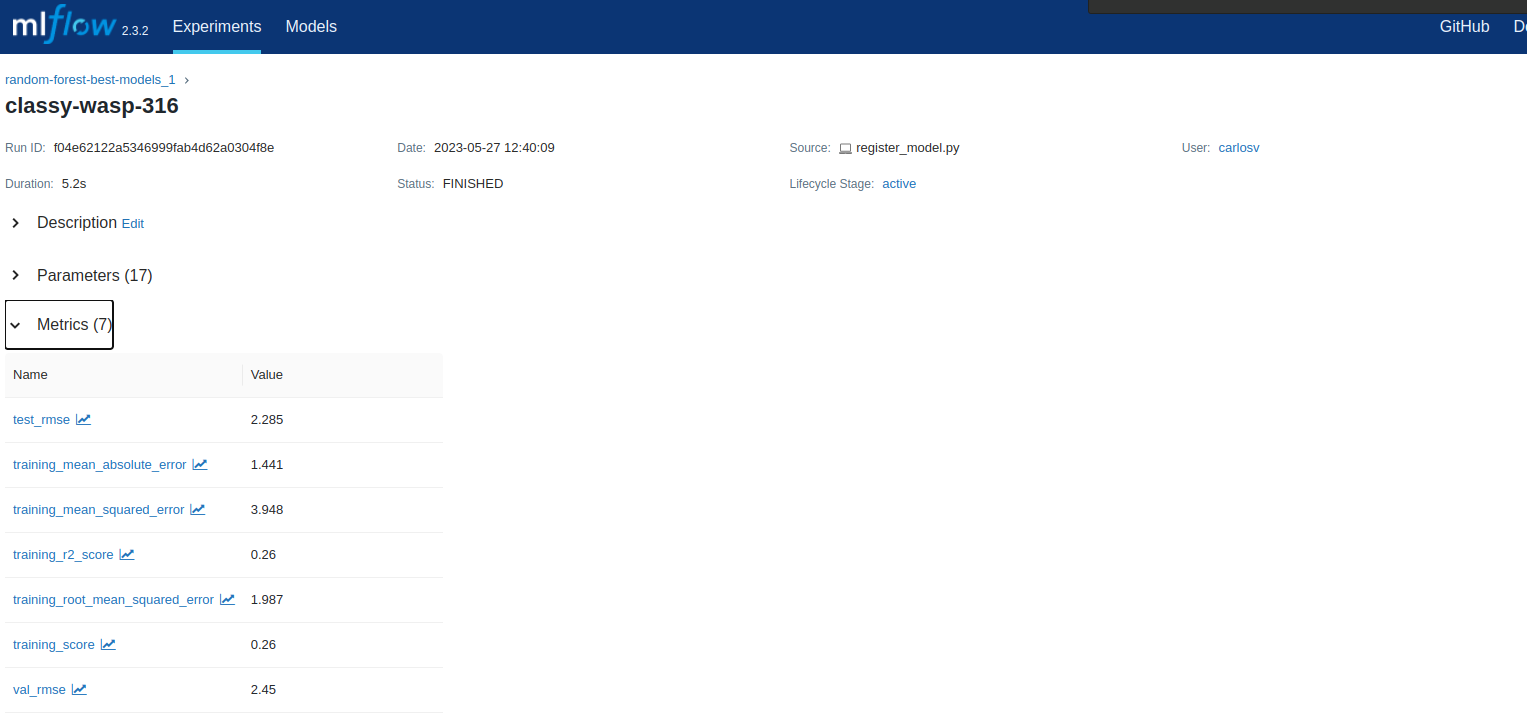 mlflow 2.3.2 Experiments Models GitHub
random-forest-best-models_1 ›
classy-wasp-316
Run ID: f04e62122a5346999fab4d62a0304f8e Date: 2023-05-27 12:40:09 Source: register_model.py User: carlosv
Duration: 5.2s Status: FINISHED Lifecycle Stage: active
Description Edit
Parameters (17)
Metrics (7)
Name Value
test_rmse 2.285
training_mean_absolute_error 1.441
training_mean_squared_error 3.948
training_r2_score 0.26
training_root_mean_squared_error 1.987
training_score 0.26
val_rmse 2.45